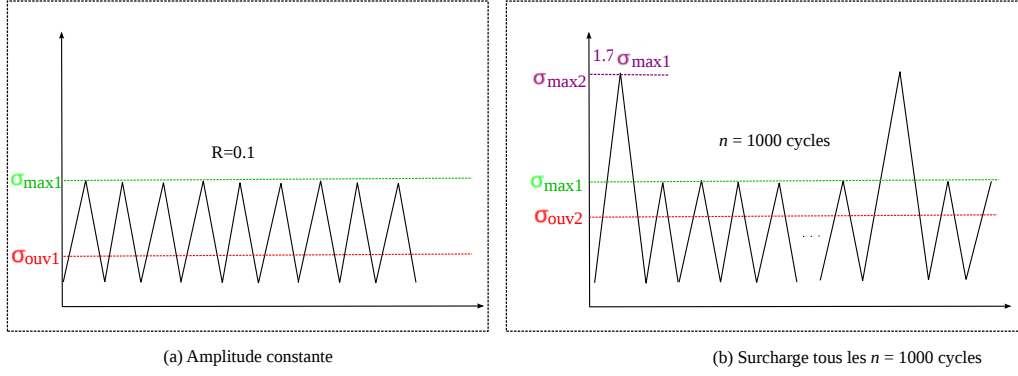 R=0.1
σmax1
σouv1
(a) Amplitude constante
1.7 σmax1
σmax2
n = 1000 cycles
σmax1
σouv2
. . .
(b) Surcharge tous les n = 1000 cycles